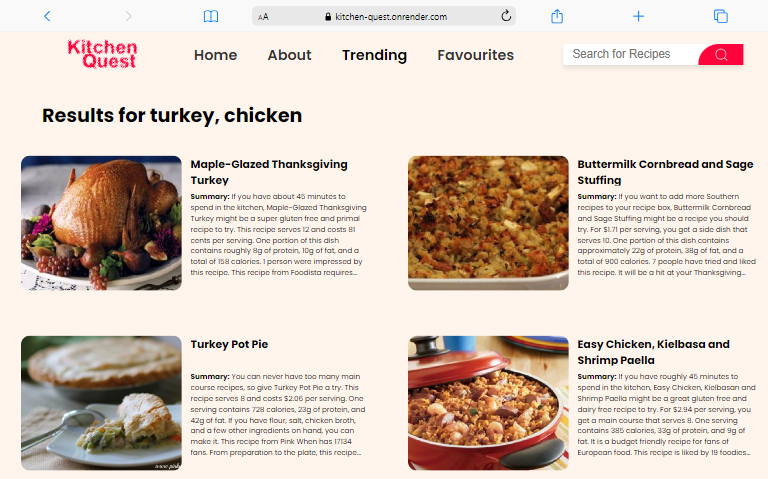 AA kitchen-quest.onrender.com
Kitchen
Quest
Home About Trending Favourites Search for Recipes
Results for turkey, chicken
Maple-Glazed Thanksgiving
Turkey
Summary: If you have about 45 minutes to
spend in the kitchen, Maple-Glazed Thanksgiving
Turkey might be a super gluten free and primal
recipe to try. This recipe serves 12 and costs 81
cents per serving. One portion of this dish
contains roughly 8g of protein, 10g of fat, and a
total of 158 calories. 1 person were impressed by
this recipe. This recipe from Foodista requires...
Buttermilk Cornbread and Sage
Stuffing
Summary: If you want to add more Southern
recipes to your recipe box, Buttermilk Cornbread
and Sage Stuffing might be a recipe you should
try. For $1.71 per serving, you get a side dish that
serves 10. One portion of this dish contains
approximately 22g of protein, 38g of fat, and a
total of 900 calories. 7 people have tried and liked
this recipe. It will be a hit at your Thanksgiving...
Turkey Pot Pie
Summary: You can never have too many main
course recipes, so give Turkey Pot Pie a try. This
recipe serves 8 and costs $2.06 per serving. One
serving contains 728 calories, 23g of protein, and
42g of fat. If you have flour, salt, chicken broth,
and a few other ingredients on hand, you can
make it. This recipe from Pink When has 17134
fans. From preparation to the plate, this recipe...
Easy Chicken, Kielbasa and
Shrimp Paella
Summary: If you have roughly 45 minutes to
spend in the kitchen, Easy Chicken, Kielbasan and
Shrimp Paella might be a great gluten free and
dairy free recipe to try. For $2.94 per serving, you
get a main course that serves 8. One serving
contains 385 calories, 33g of protein, and 9g of
fat. It is a budget friendly recipe for fans of
European food. This recipe is liked by 19 foodies...